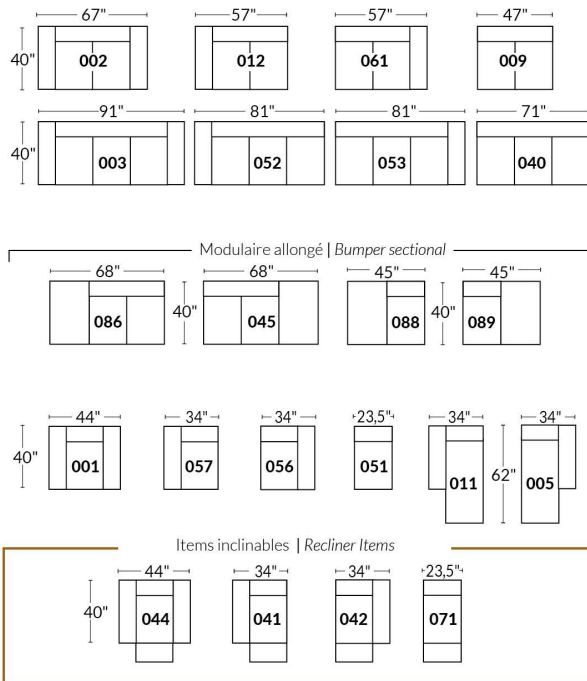 67" 57" 57" 47"
40" 002 012 061 009
91" 81" 81" 71"
40" 003 052 053 040
Modulaire allongé | Bumper sectional
68" 68" 45" 45"
086 40" 045 088 40" 089
44" 34" 34" 23,5" 34" 34"
40" 001 057 056 051 011 62" 005
Items inclinables | Recliner Items
44" 34" 34" 23,5"
40" 044 041 042 071